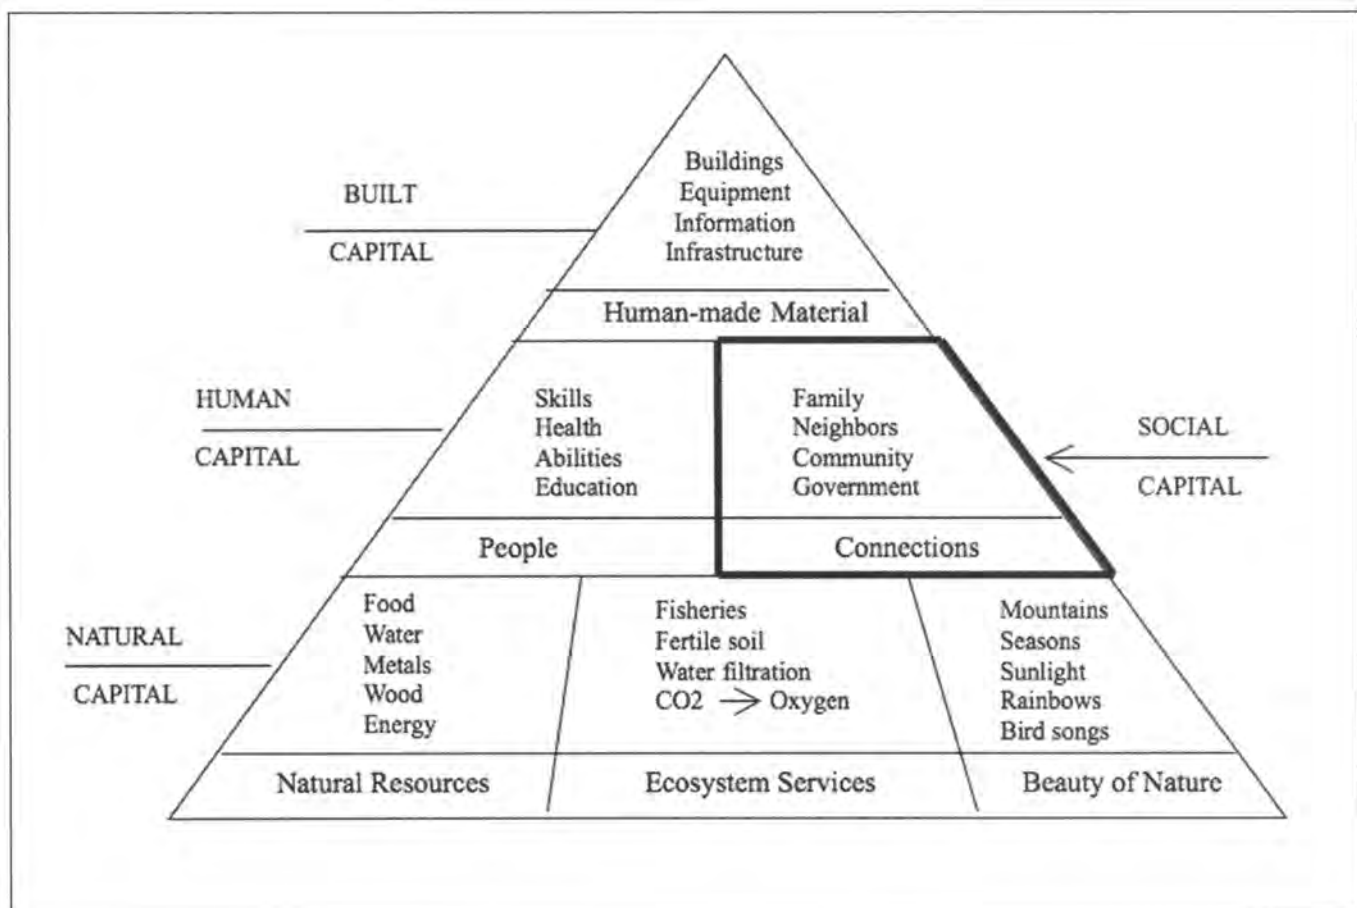 Buildings
Equipment
Information
Infrastructure
BUILT
CAPITAL
Human-made Material
HUMAN
CAPITAL
Skills
Health
Abilities
Education
Family
Neighbors
Community
Government
SOCIAL
CAPITAL
People
Connections
NATURAL
CAPITAL
Food
Water
Metals
Wood
Energy
Fisheries
Fertile soil
Water filtration
CO2 → Oxygen
Mountains
Seasons
Sunlight
Rainbows
Bird songs
Natural Resources
Ecosystem Services
Beauty of Nature